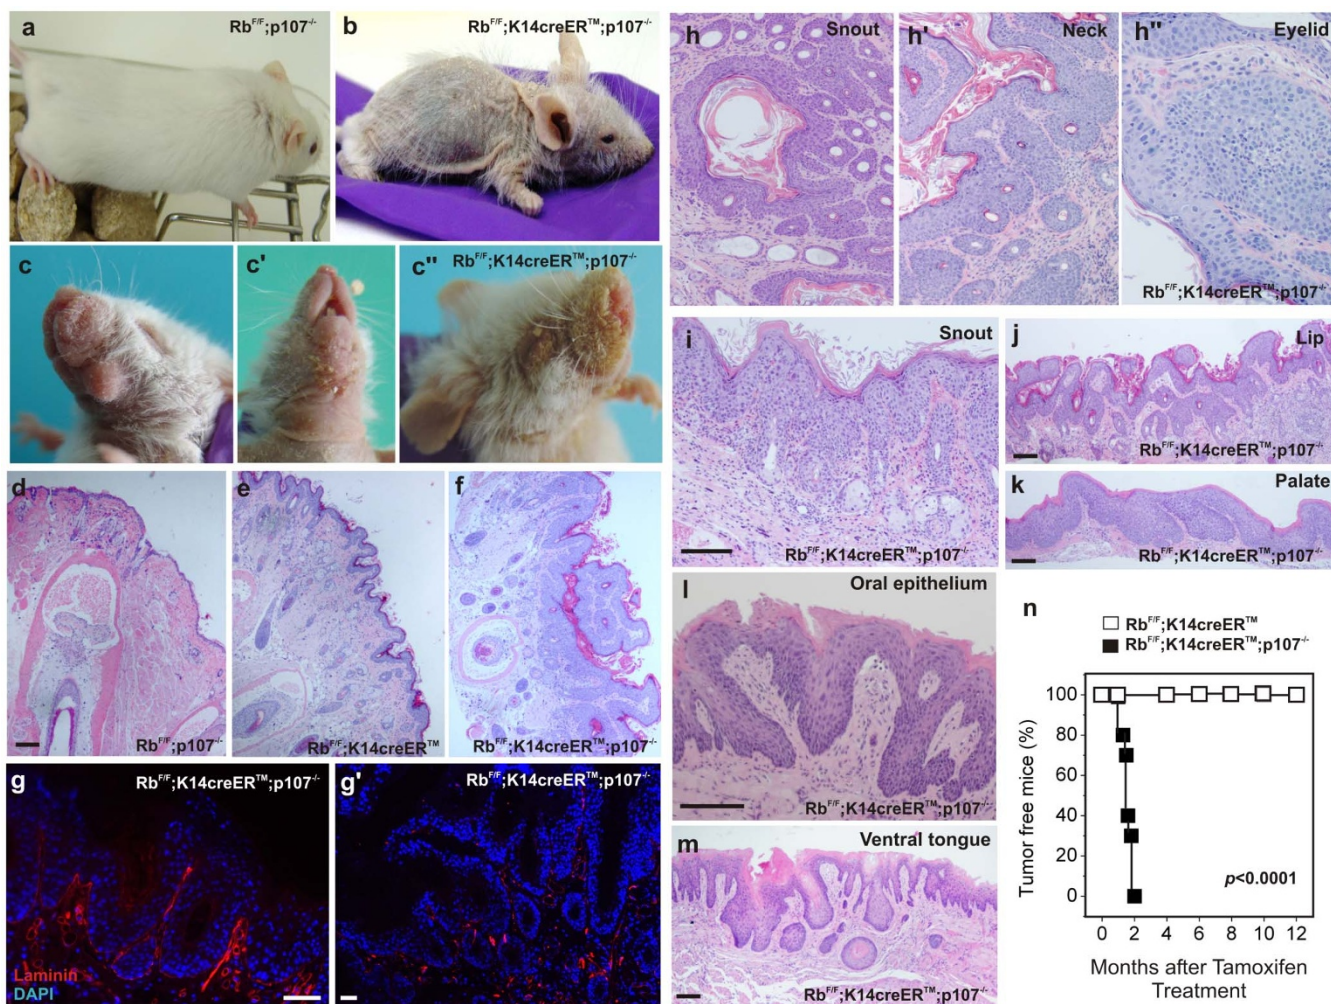 a
Rb^F/F;p107^-/-
b
Rb^F/F;K14creER^TM
c
c'
c"
Rb^F/F;K14creER^TM;p107^-/-
d
Rb^F/F;p107^-/-
e
Rb^F/F;K14creER^TM
f
Rb^F/F;K14creER^TM;p107^-/-
g
Rb^F/F;K14creER^TM;p107^-/-
Laminin
DAPI
g'
Rb^F/F;K14creER^TM;p107^-/-
h
Snout
h'
Neck
h"
Eyelid
Rb^F/F;K14creER^TM;p107^-/-
i
Snout
Rb^F/F;K14creER^TM;p107^-/-
j
Lip
Rb^F/F;K14creER^TM;p107^-/-
k
Palate
Rb^F/F;K14creER^TM;p107^-/-
l
Oral epithelium
Rb^F/F;K14creER^TM;p107^-/-
m
Ventral tongue
Rb^F/F;K14creER^TM;p107^-/-
n
Rb^F/F;K14creER^TM
Rb^F/F;K14creER^TM;p107^-/-
Tumor free mice (%)
100
80
60
40
20
0
p<0.0001
0 2 4 6 8 10 12
Months after Tamoxifen
Treatment